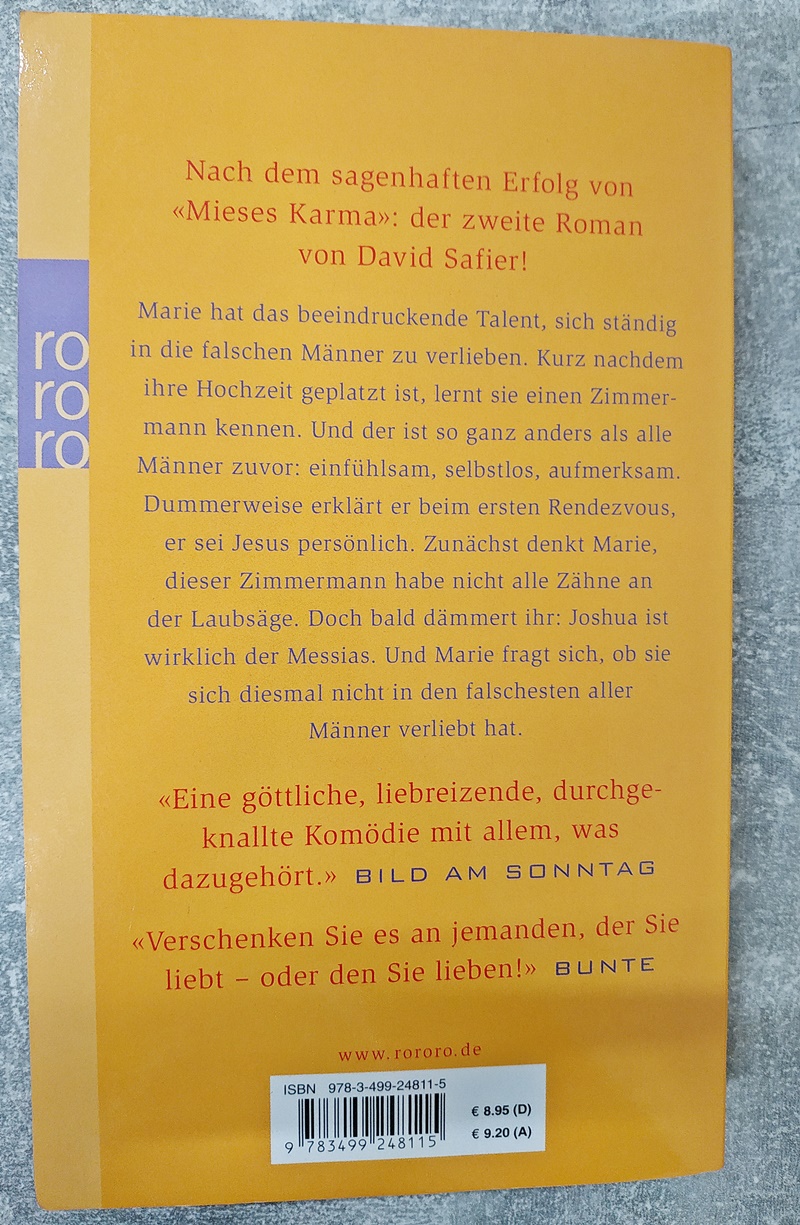 Nach dem sagenhaften Erfolg von
«Mieses Karma»: der zweite Roman
von David Safier!
Marie hat das beeindruckende Talent, sich ständig
in die falschen Männer zu verlieben. Kurz nachdem
ihre Hochzeit geplatzt ist, lernt sie einen Zimmer-
mann kennen. Und der ist so ganz anders als alle
Männer zuvor: einfühlsam, selbstlos, aufmerksam.
Dummerweise erklärt er beim ersten Rendezvous,
er sei Jesus persönlich. Zunächst denkt Marie,
dieser Zimmermann habe nicht alle Zähne an
der Laubsäge. Doch bald dämmert ihr: Joshua ist
wirklich der Messias. Und Marie fragt sich, ob sie
sich diesmal nicht in den falschesten aller
Männer verliebt hat.
«Eine göttliche, liebreizende, durchge-
knallte Komödie mit allem, was
dazugehört.» BILD AM SONNTAG
«Verschenken Sie es an jemanden, der Sie
liebt – oder den Sie lieben!» BUNTE
www.rororo.de
ISBN 978-3-499-24811-5
€ 8.95 (D)
€ 9.20 (A)
9 783499 248115
ro
ro
ro